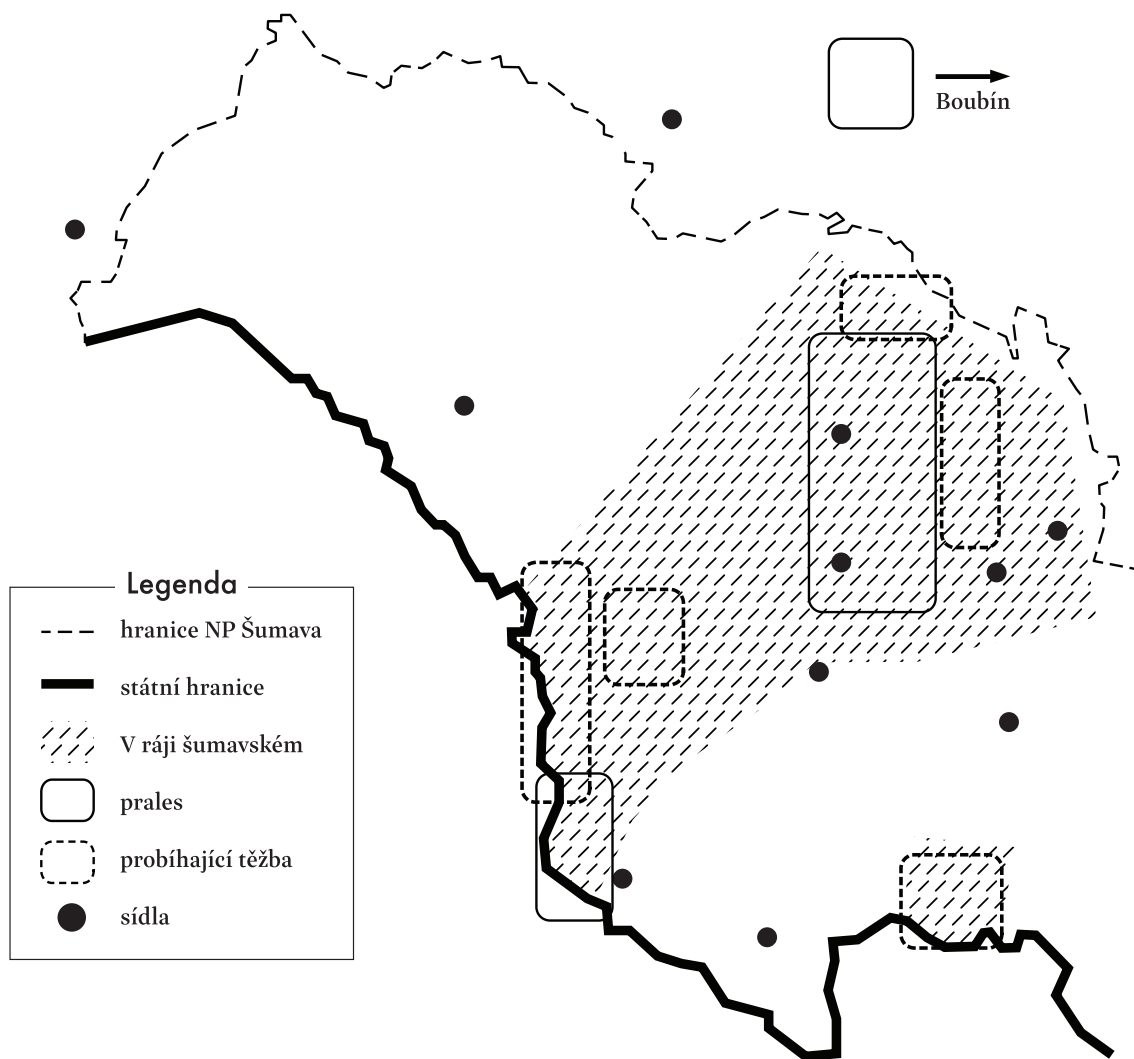 Boubín
Legenda
hranice NP Šumava
státní hranice
V ráji šumavském
prales
probíhající těžba
sídla